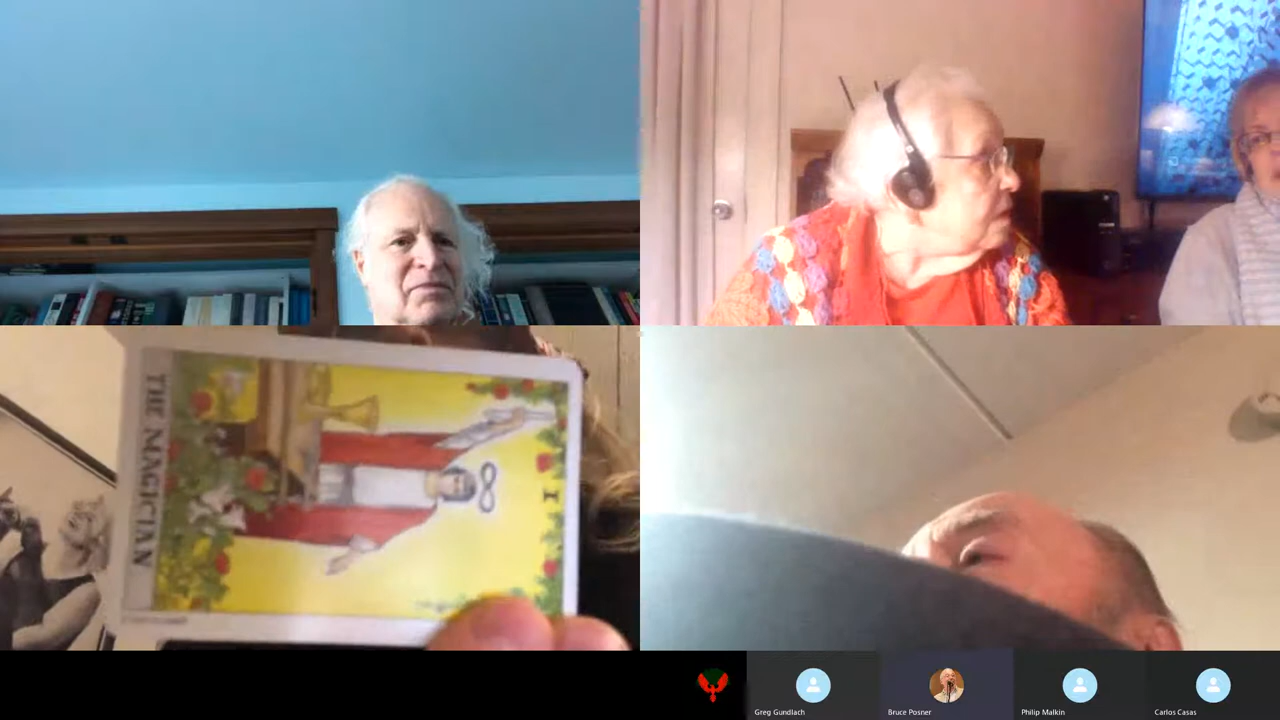 THE MAGICIAN
I
Greg Gundlach
Bruce Posner
Philip Malkin
Carlos Casas